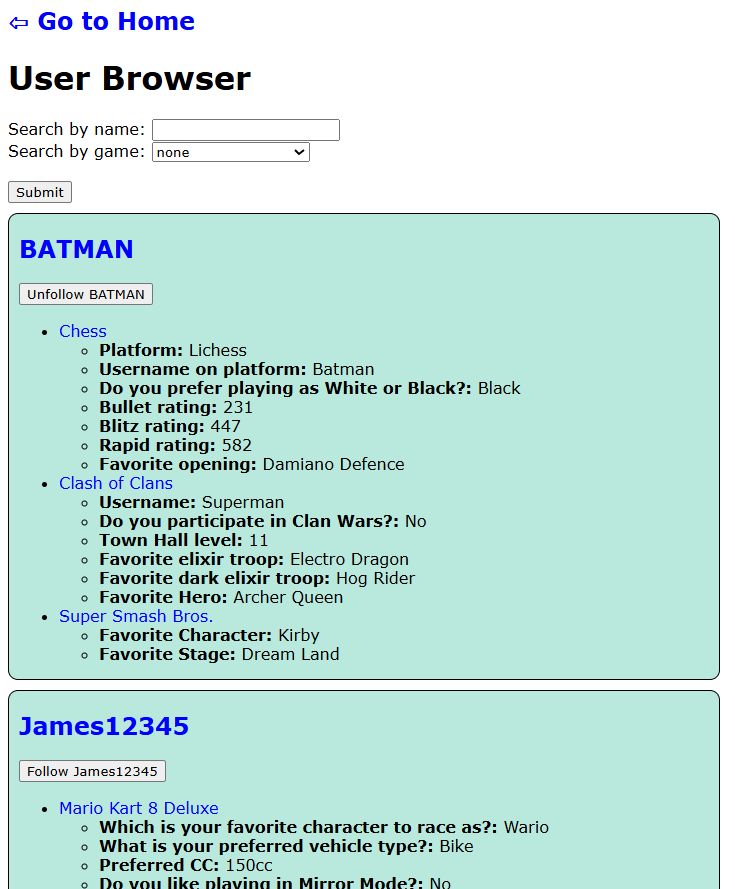 ⇦ Go to Home
User Browser
Search by name:
Search by game: none
Submit
BATMAN
Unfollow BATMAN
Chess
Platform: Lichess
Username on platform: Batman
Do you prefer playing as White or Black?: Black
Bullet rating: 231
Blitz rating: 447
Rapid rating: 582
Favorite opening: Damiano Defence
Clash of Clans
Username: Superman
Do you participate in Clan Wars?: No
Town Hall level: 11
Favorite elixir troop: Electro Dragon
Favorite dark elixir troop: Hog Rider
Favorite Hero: Archer Queen
Super Smash Bros.
Favorite Character: Kirby
Favorite Stage: Dream Land
James12345
Follow James12345
Mario Kart 8 Deluxe
Which is your favorite character to race as?: Wario
What is your preferred vehicle type?: Bike
Preferred CC: 150cc
Do you like playing in Mirror Mode?: No